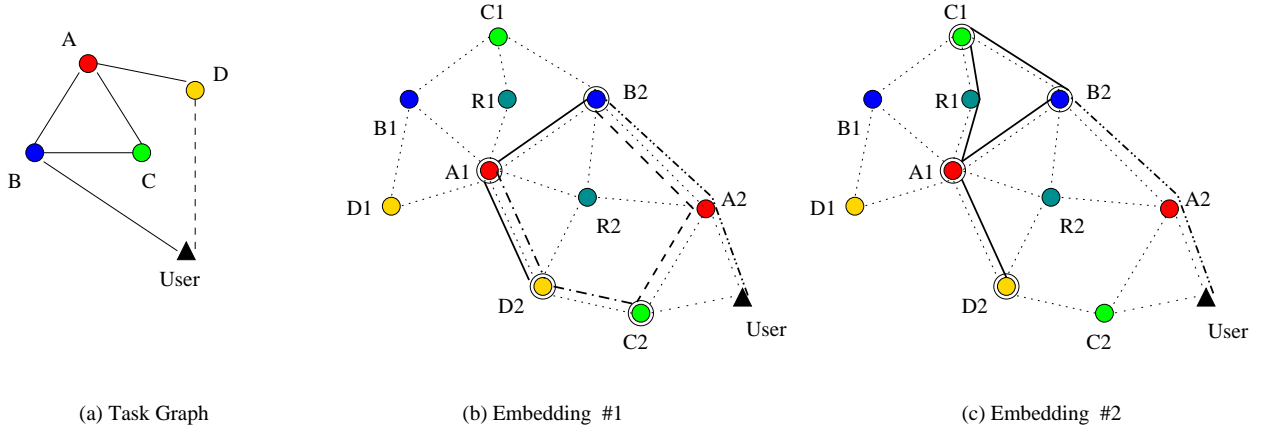 A
D
B
C
User
(a) Task Graph
C1
B2
R1
B1
A1
D1
A2
R2
D2
C2
User
(b) Embedding #1
C1
B2
R1
B1
A1
D1
A2
R2
D2
C2
User
(c) Embedding #2